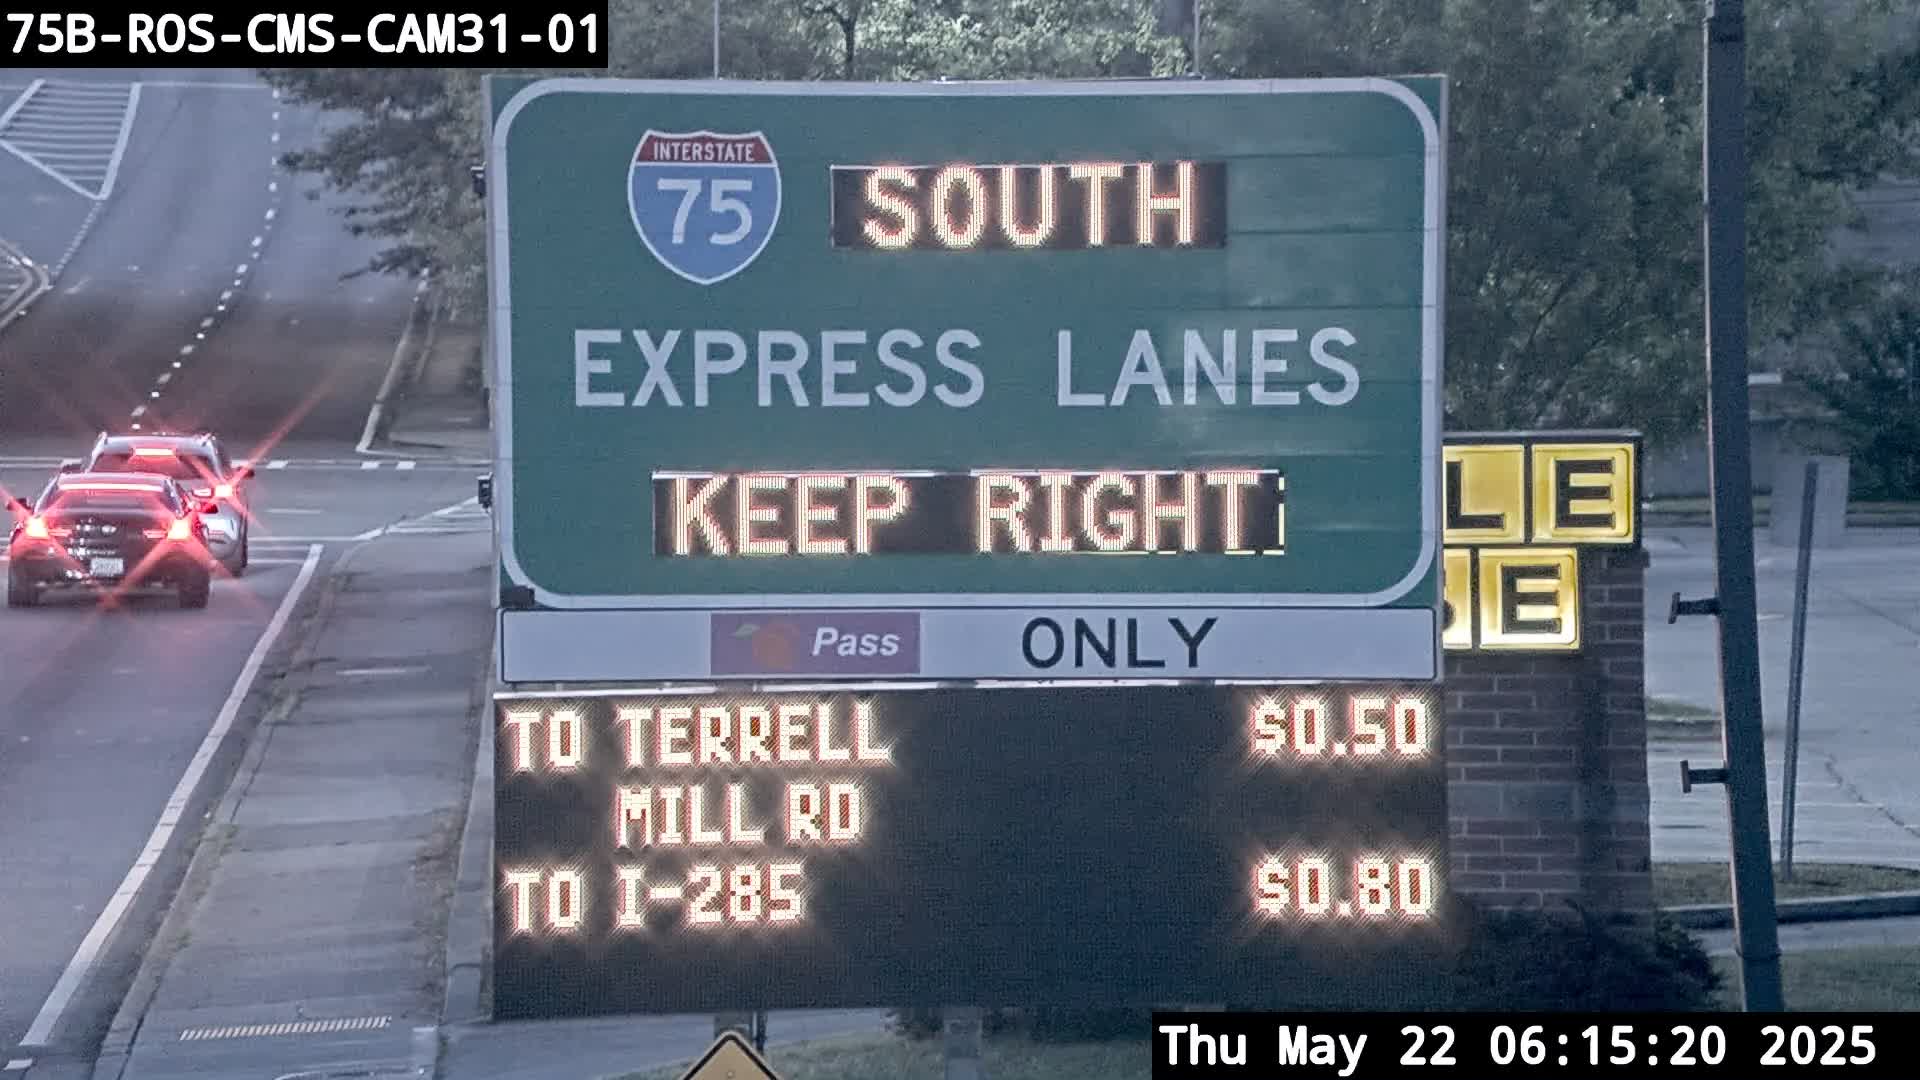 75B-ROS-CMS-CAM31-01
INTERSTATE
75
SOUTH
EXPRESS LANES
KEEP RIGHT
Pass ONLY
TO TERRELL $0.50
MILL RD
TO I-285 $0.80
LE
E
Thu May 22 06:15:20 2025